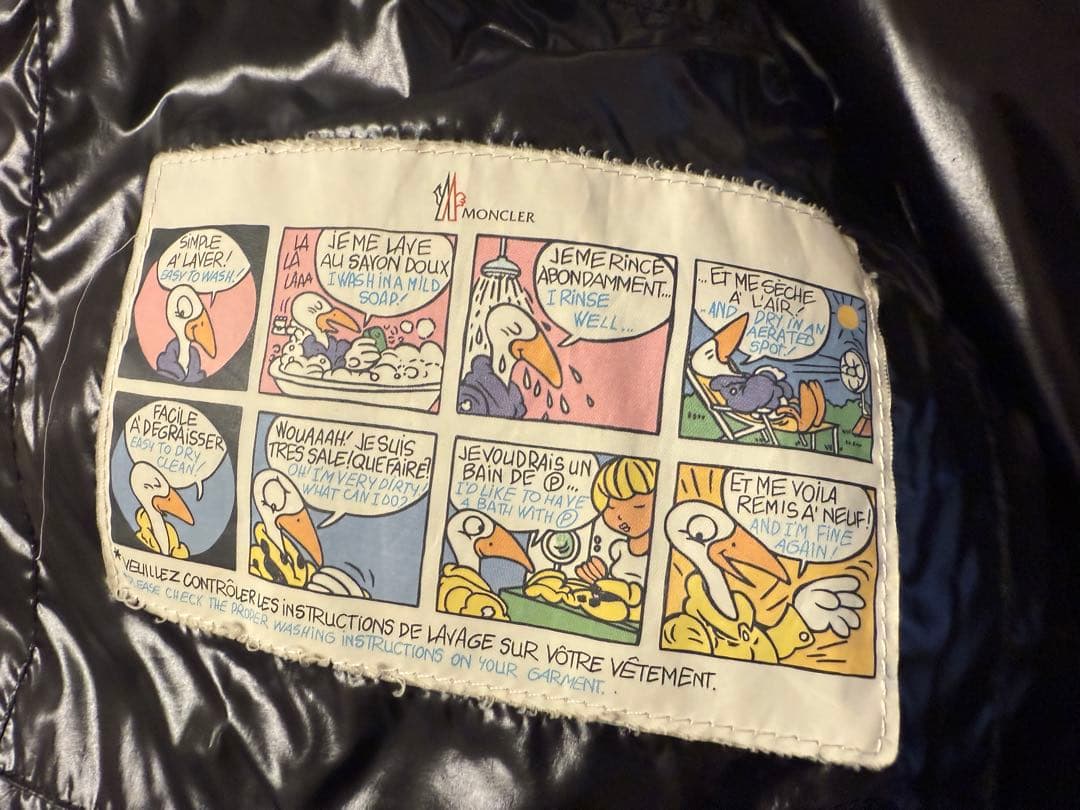 MONCLER
SIMPLE
A' LAVER!
EASY TO WASH!
LA
LA
LAAA
JE ME LAVE
AU SAVON DOUX
I WASH IN A MILD
SOAP!
JE ME RINCE
ABONDAMMENT...
I RINSE
WELL...
...ET ME SÈCHE
A' L'AIR!
..AND I DRY IN AN
AERATED
SPOT!
FACILE
A' DEGRAISSER
EASY TO DRY
CLEAN!
WOUAAAH! JE SUIS
TRES SALE! QUE FAIRE?
OH! I'M VERY DIRTY!
WHAT CAN I DO?
JE VOUDRAIS UN
BAIN DE Ⓟ...
I'D LIKE TO HAVE
A BATH WITH Ⓟ
ET ME VOILA
REMIS A' NEUF!
AND I'M FINE
AGAIN!
*VEUILLEZ CONTRÔLER LES INSTRUCTIONS DE LAVAGE SUR VÔTRE VÊTEMENT.
PLEASE CHECK THE PROPER WASHING INSTRUCTIONS ON YOUR GARMENT.